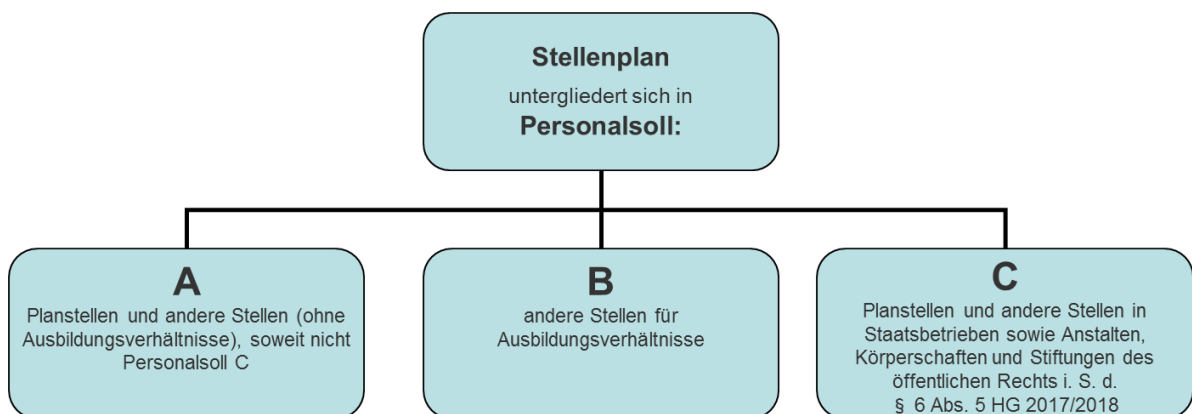 Stellenplan
untergliedert sich in
Personalsoll:
A
Planstellen und andere Stellen (ohne
Ausbildungsverhältnisse), soweit nicht
Personalsoll C
B
andere Stellen für
Ausbildungsverhältnisse
C
Planstellen und andere Stellen in
Staatsbetrieben sowie Anstalten,
Körperschaften und Stiftungen des
öffentlichen Rechts i. S. d.
§ 6 Abs. 5 HG 2017/2018